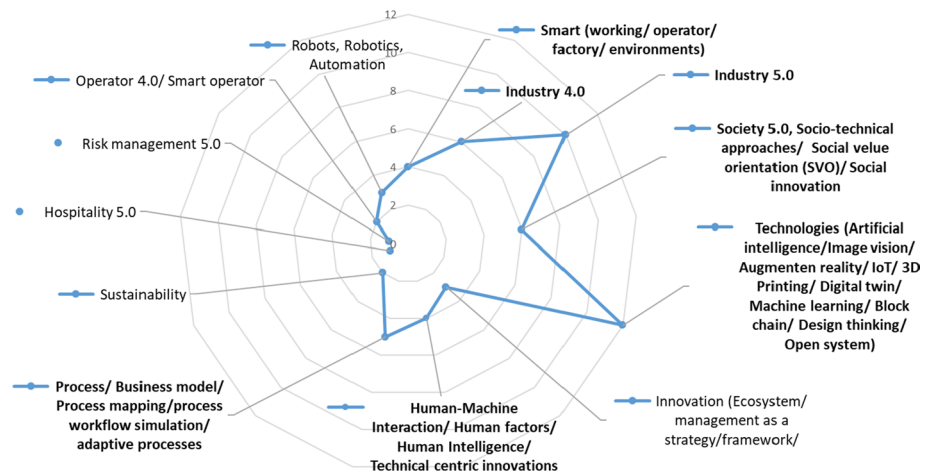 12
10
8
6
4
2
0
Smart (working/ operator/
factory/ environments)
Industry 4.0
Industry 5.0
Society 5.0, Socio-technical
approaches/ Social velue
orientation (SVO)/ Social
innovation
Technologies (Artificial
intelligence/Image vision/
Augmenten reality/ IoT/ 3D
Printing/ Digital twin/
Machine learning/ Block
chain/ Design thinking/
Open system)
Innovation (Ecosystem/
management as a
strategy/framework/
Human-Machine
Interaction/ Human factors/
Human Intelligence/
Technical centric innovations
Process/ Business model/
Process mapping/process
workflow simulation/
adaptive processes
Sustainability
Hospitality 5.0
Risk management 5.0
Operator 4.0/ Smart operator
Robots, Robotics,
Automation